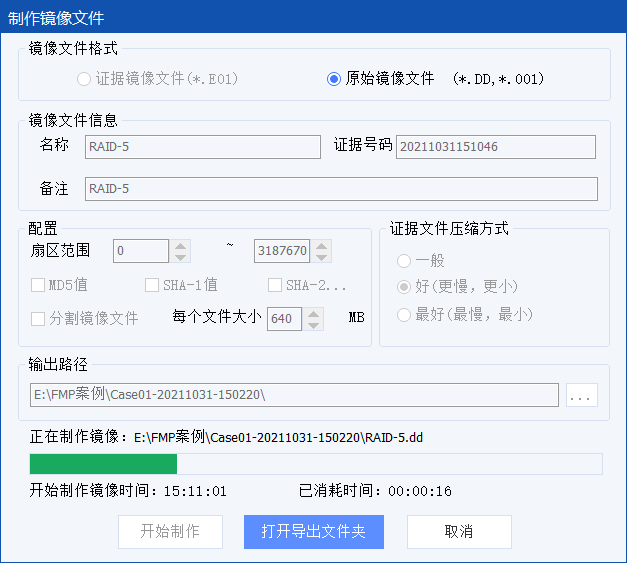 制作镜像文件
镜像文件格式
证据镜像文件(*.E01) 原始镜像文件 (*.DD,*.001)
镜像文件信息
名称 RAID-5 证据号码 20211031151046
备注 RAID-5
配置 证据文件压缩方式
扇区范围 0 ~ 3187670 一般
MD5值 SHA-1值 SHA-2... 好(更慢，更小)
分割镜像文件 每个文件大小 640 MB 最好(最慢，最小)
输出路径
E:\FMP案例\Case01-20211031-150220\ ...
正在制作镜像：E:\FMP案例\Case01-20211031-150220\RAID-5.dd
开始制作镜像时间：15:11:01 已消耗时间：00:00:16
开始制作 打开导出文件夹 取消